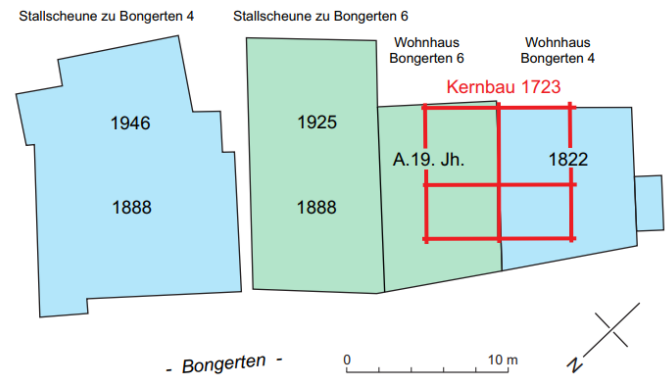 Stallscheune zu Bongerten 4
Stallscheune zu Bongerten 6
Wohnhaus
Bongerten 6
Wohnhaus
Bongerten 4
Kernbau 1723
1946
1925
A.19. Jh.
1822
1888
1888
- Bongerten -
0
10 m
N